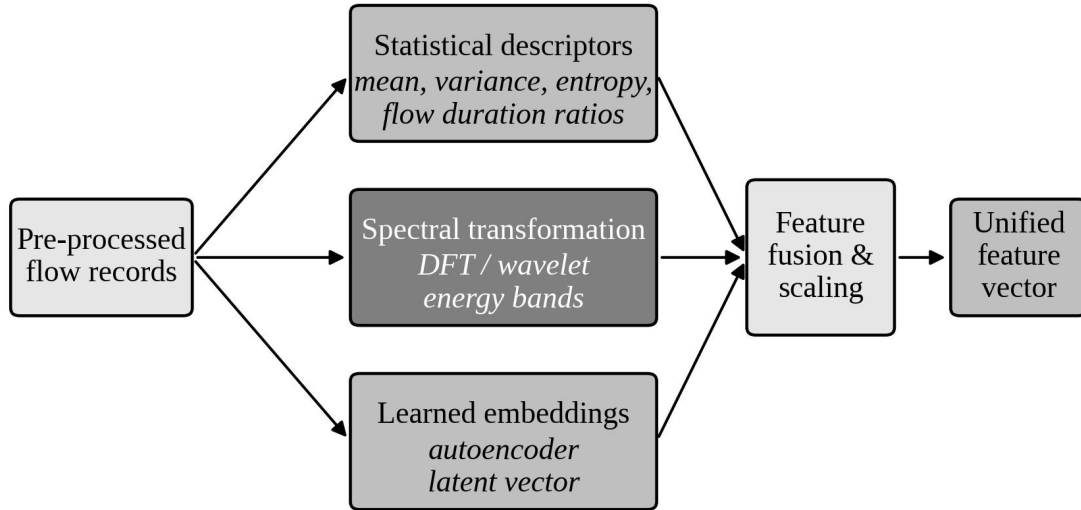 Statistical descriptors
mean, variance, entropy,
flow duration ratios
Pre-processed
flow records
Spectral transformation
DFT / wavelet
energy bands
Learned embeddings
autoencoder
latent vector
Feature
fusion &
scaling
Unified
feature
vector